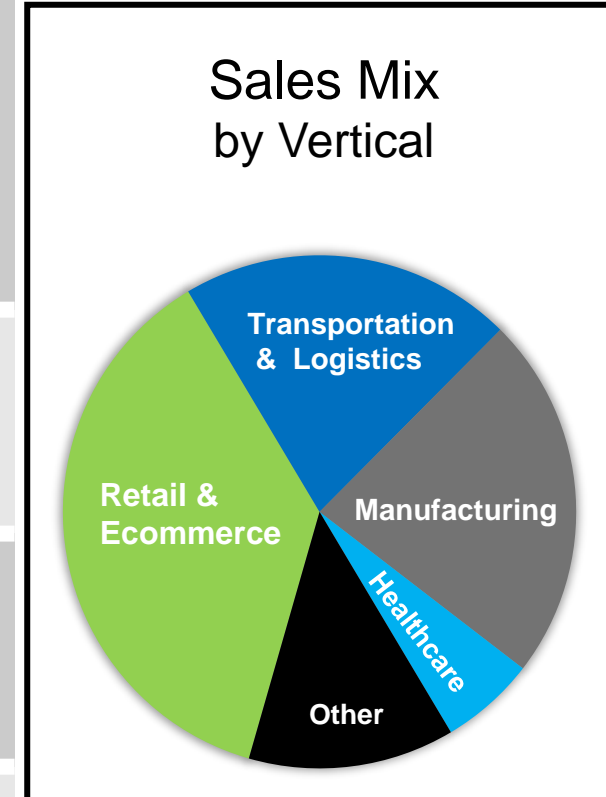 Sales Mix
by Vertical
Transportation
& Logistics
Retail &
Ecommerce
Manufacturing
Healthcare
Other